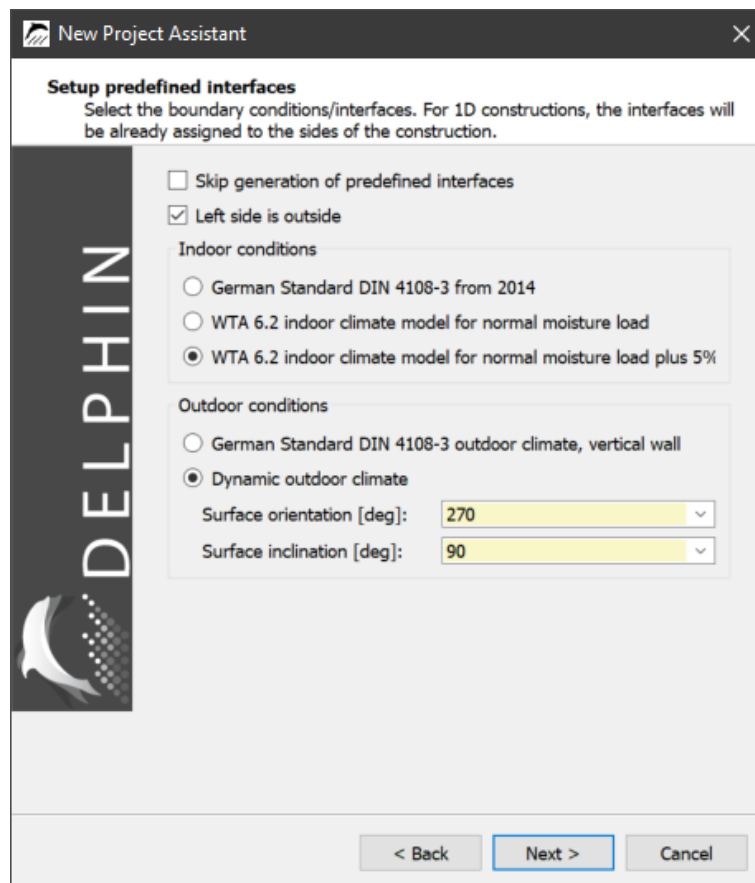 New Project Assistant
Setup predefined interfaces
Select the boundary conditions/interfaces. For 1D constructions, the interfaces will
be already assigned to the sides of the construction.
Skip generation of predefined interfaces
Left side is outside
Indoor conditions
German Standard DIN 4108-3 from 2014
WTA 6.2 indoor climate model for normal moisture load
WTA 6.2 indoor climate model for normal moisture load plus 5%
Outdoor conditions
German Standard DIN 4108-3 outdoor climate, vertical wall
Dynamic outdoor climate
Surface orientation [deg]: 270
Surface inclination [deg]: 90
DELPHIN
< Back Next > Cancel